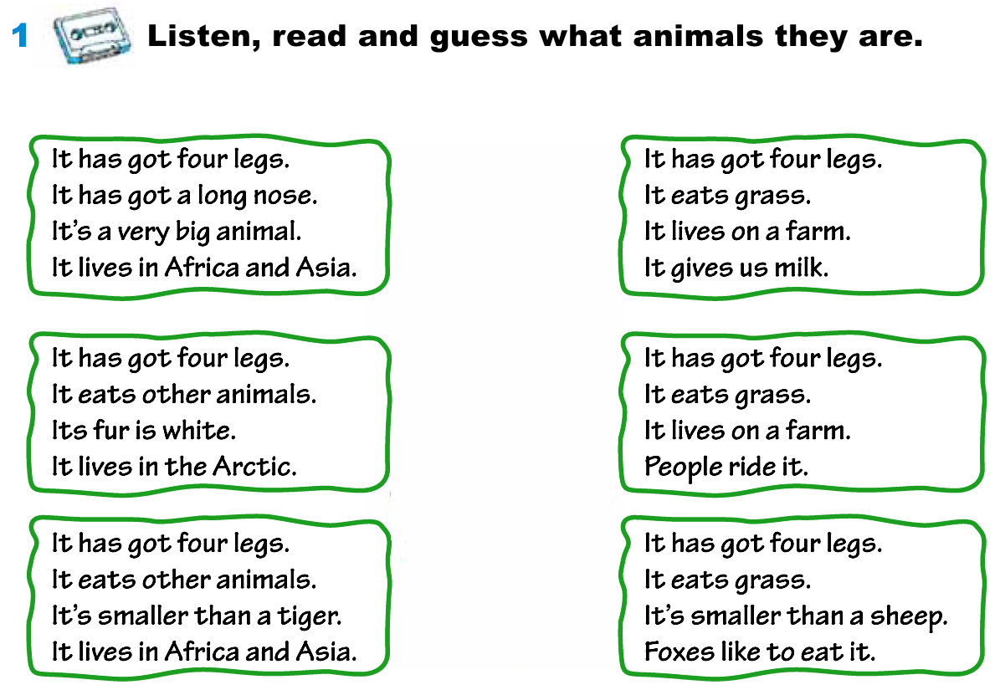 1 Listen, read and guess what animals they are.
It has got four legs.
It has got a long nose.
It's a very big animal.
It lives in Africa and Asia.
It has got four legs.
It eats grass.
It lives on a farm.
It gives us milk.
It has got four legs.
It eats other animals.
Its fur is white.
It lives in the Arctic.
It has got four legs.
It eats grass.
It lives on a farm.
People ride it.
It has got four legs.
It eats other animals.
It's smaller than a tiger.
It lives in Africa and Asia.
It has got four legs.
It eats grass.
It's smaller than a sheep.
Foxes like to eat it.